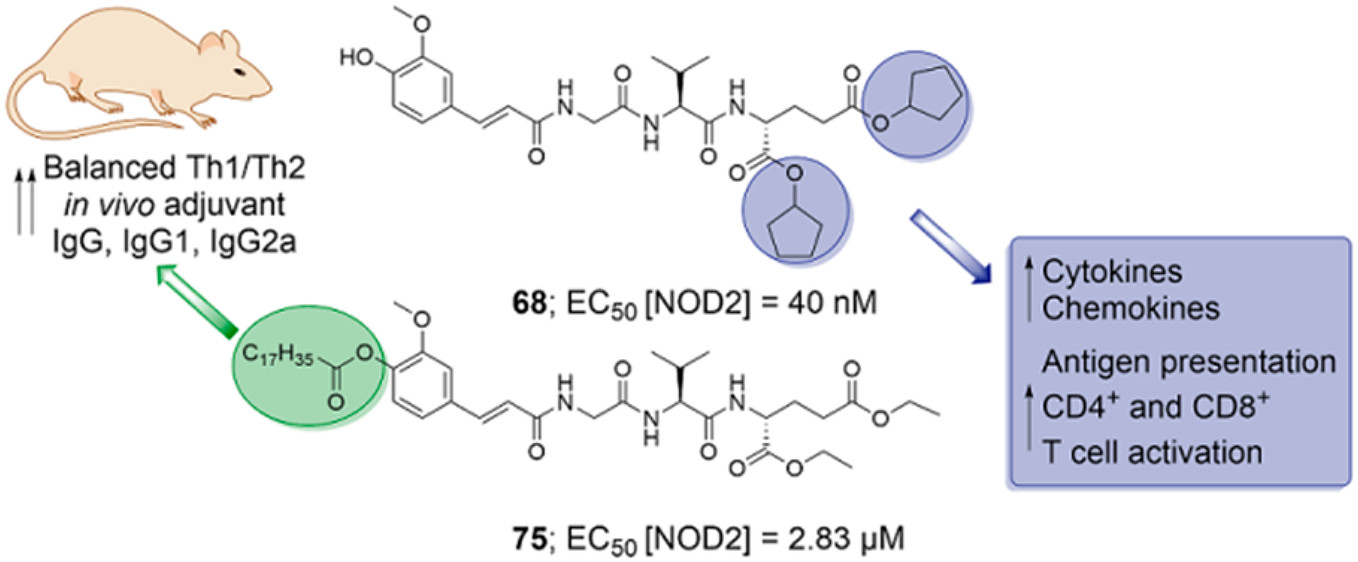 Balanced Th1/Th2
in vivo adjuvant
IgG, IgG1, IgG2a
O
HO
H
N
O
O
N
H
O
H
N
O
O
O
O
O
68; EC50 [NOD2] = 40 nM
Cytokines
Chemokines
Antigen presentation
CD4+ and CD8+
T cell activation
C17H35
O
O
O
O
H
N
O
N
H
O
H
N
O
O
O
O
75; EC50 [NOD2] = 2.83 µM